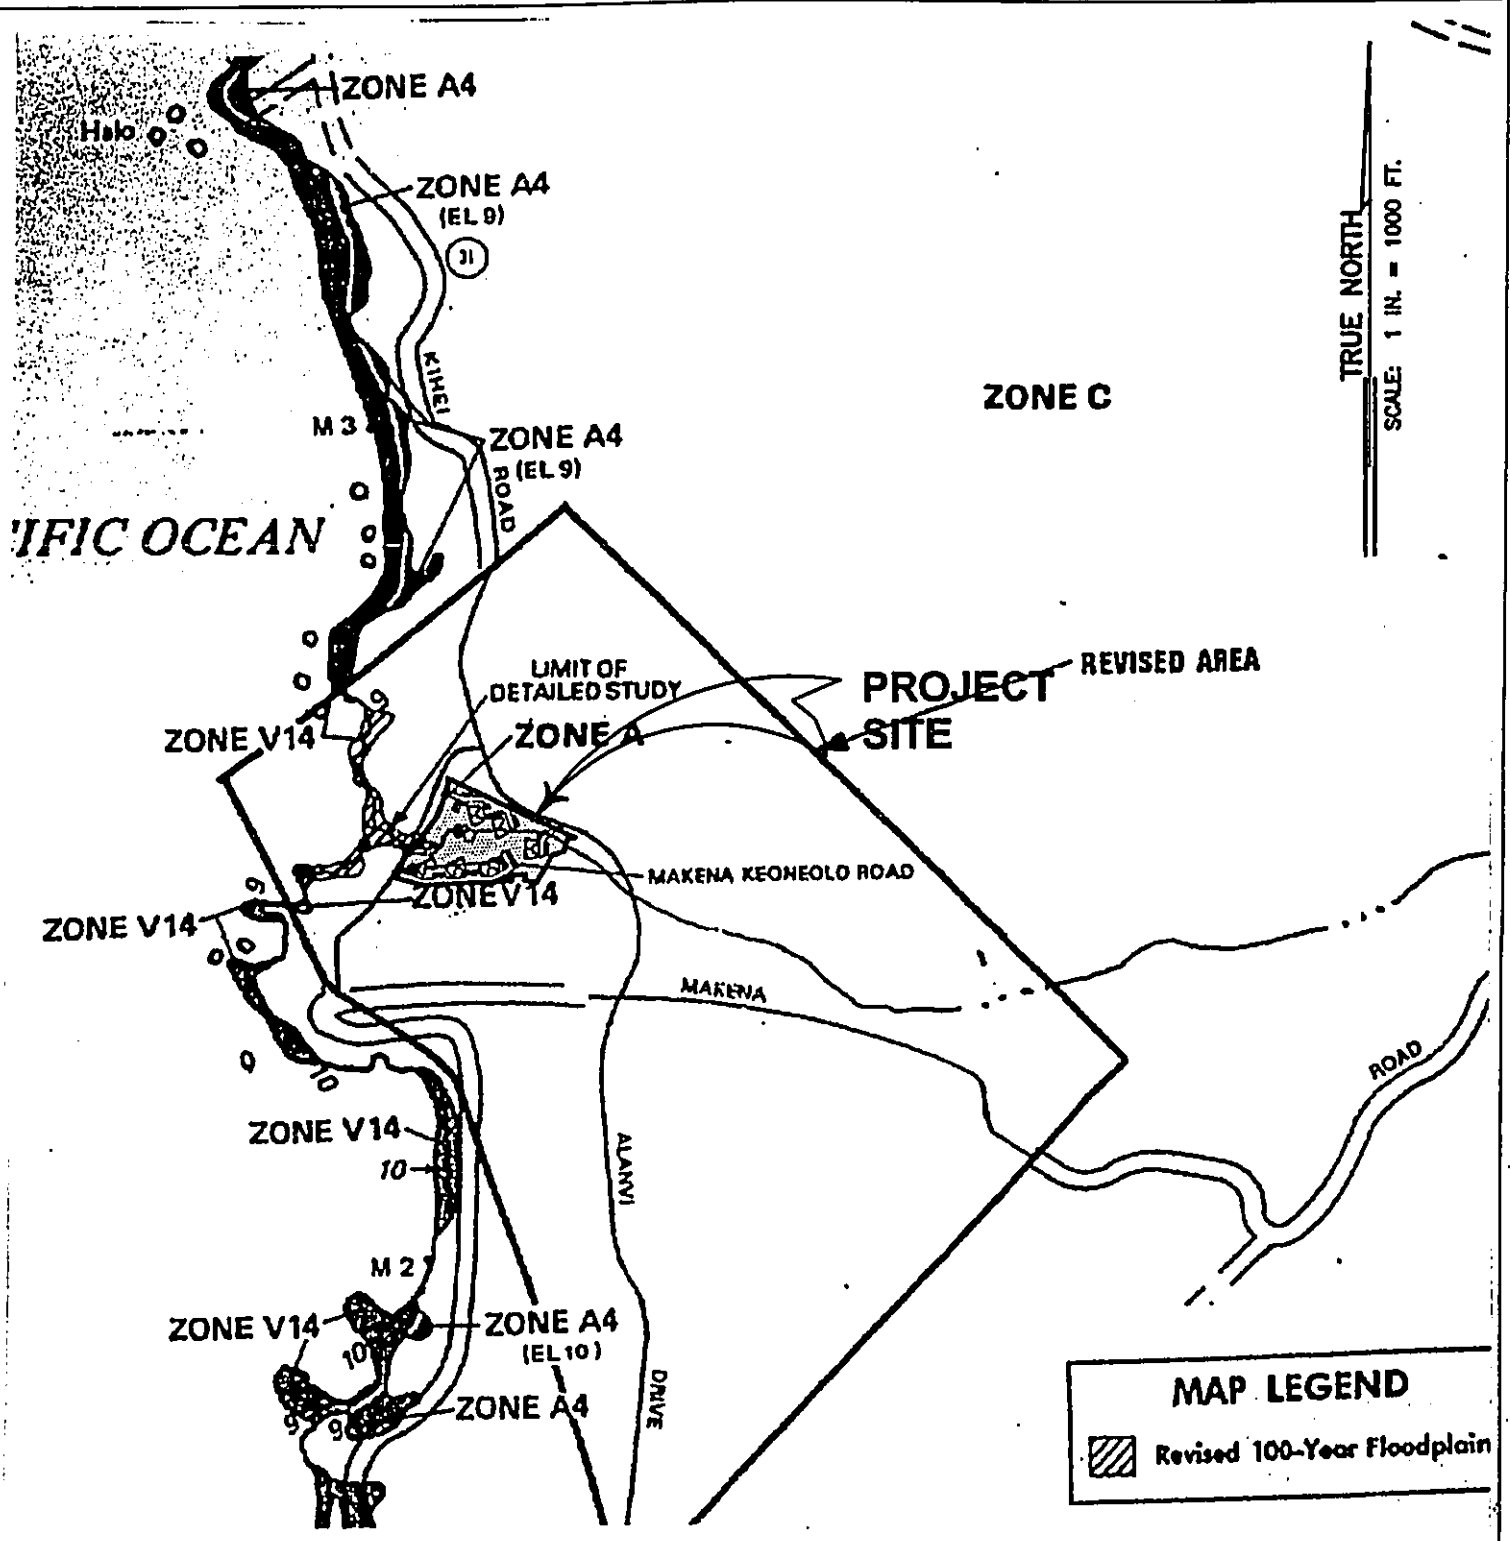 ZONE A4
Halo
ZONE A4
(EL 9)
31
TRUE NORTH
SCALE: 1 IN. = 1000 FT.
KIHEI
ROAD
ZONE C
M 3
ZONE A4
(EL 9)
'IFIC OCEAN
LIMIT OF
DETAILED STUDY
REVISED AREA
PROJECT
SITE
9
ZONE V14
ZONE A
MAKENA KEONEOLO ROAD
ZONE V14
9
ZONE V14
MAKENA
ROAD
10
ZONE V14
10
ALANVI
DRIVE
M 2
ZONE V14
10
ZONE A4
(EL 10)
ZONE A4
9
9
MAP LEGEND
Revised 100-Year Floodplain